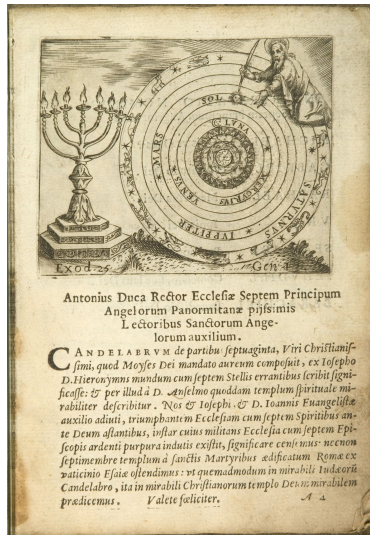 SOL
LVNA
MARS
VENVS
MERCVRIVS
IVPPITER
SATVRNVS
Exod. 25
Gen. 1
Antonius Duca Rector Ecclesiæ Septem Principum
Angelorum Panormitanæ pijssimis
Lectoribus Sanctorum Ange-
lorum auxilium.
CANDELABRVM de partibus septuaginta, Viri Christianis-
simi, quod Moyses Dei mandato aureum composuit, ex Iosepho
D. Hieronymus mundum cum septem Stellis errantibus scribit signi-
ficasse: & per illud à D. Anselmo quoddam templum spirituale mi-
rabiliter describitur. Nos & Iosephi, & D. Ioannis Euangelistæ
auxilio adiuti, triumphantem Ecclesiam cum septem Spiritibus an-
te Deum astantibus, instar cuius militans Ecclesia cum septem Epi-
scopis ardenti purpura indutis existit, significare censemus: necnon
septimembre templum à sanctis Martyribus ædificatum Romæ ex
vaticinio Esaiæ ostendimus: vt quemadmodum in mirabili Iudæorũ
Candelabro, ita in mirabili Christianorum templo Deum mirabilem
prædicemus. Valete fœliciter. A 4